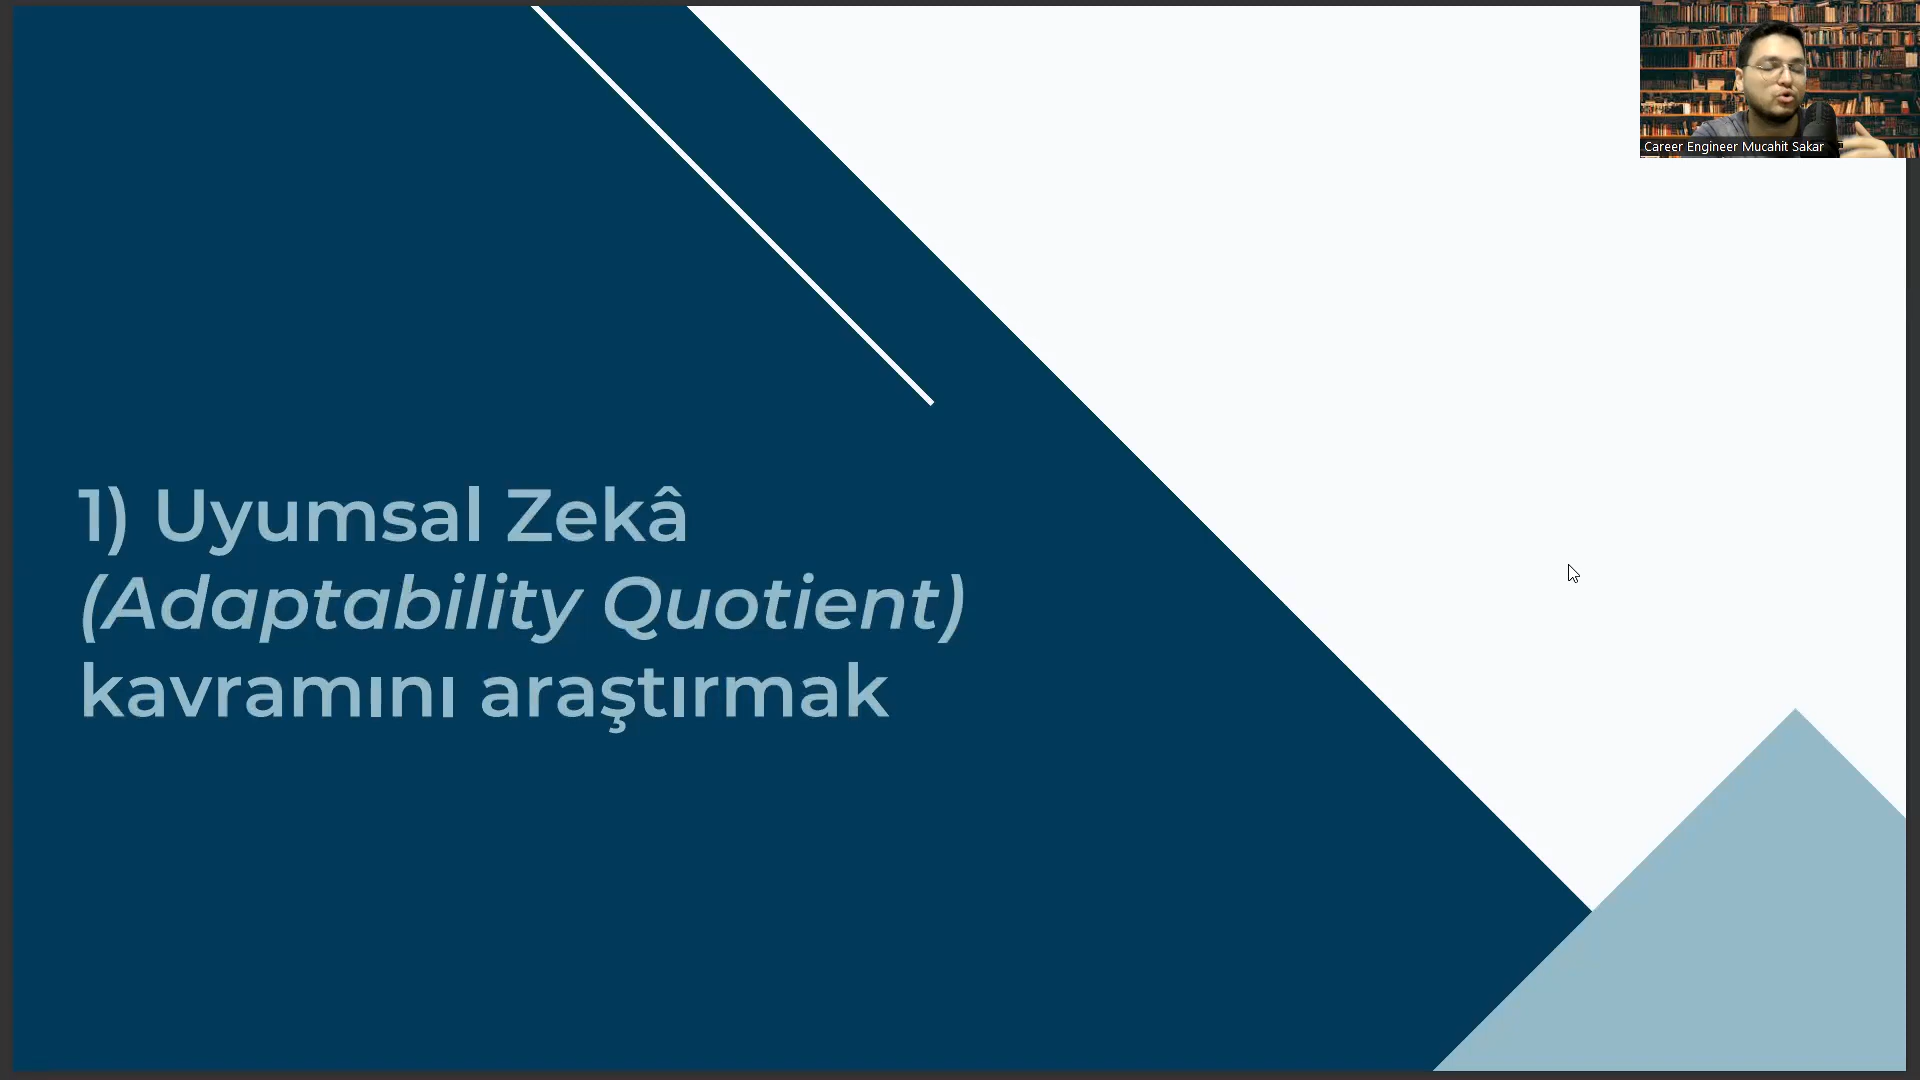 Career Engineer Mucahit Sakar
1) Uyumsal Zekâ
(Adaptability Quotient)
kavramını araştırmak